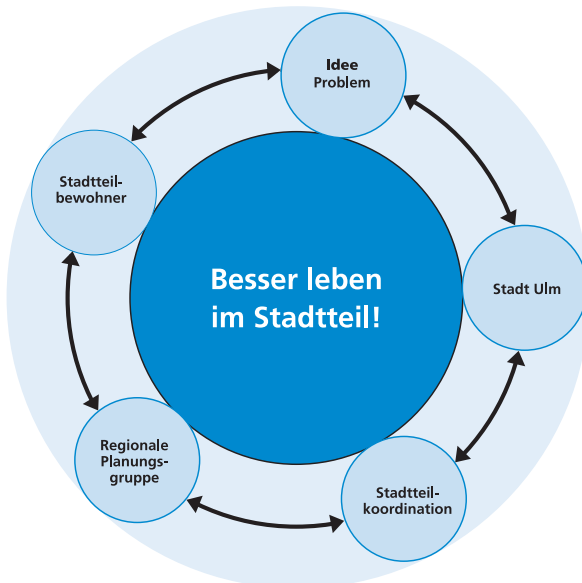 Idee
Problem
Stadtteil-
bewohner
Besser leben
im Stadtteil!
Stadt Ulm
Regionale
Planungs-
gruppe
Stadtteil-
koordination